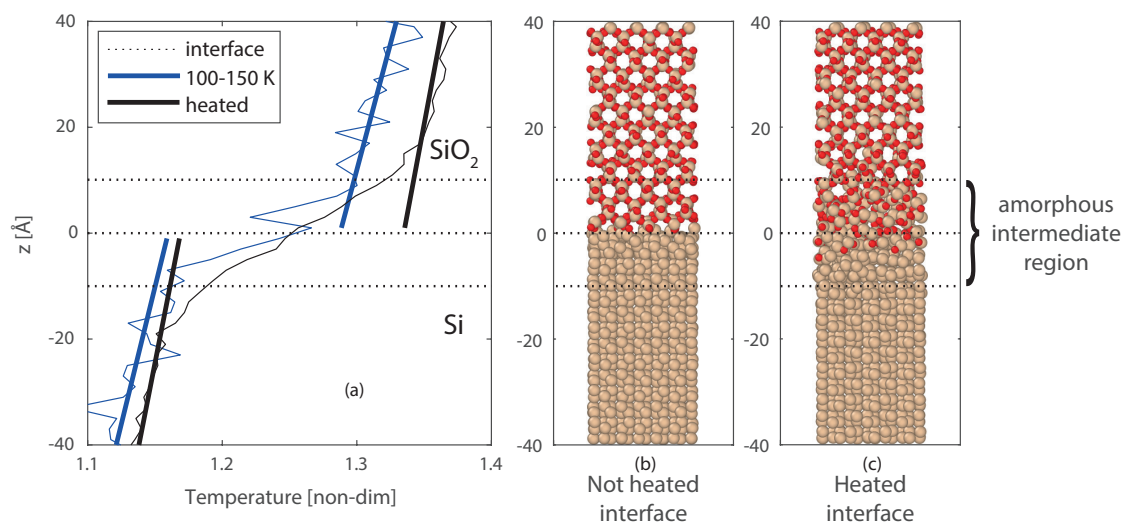 interface
100-150 K
heated
40
20
0
-20
-40
z [Å]
SiO2
Si
(a)
1.1
1.2
1.3
1.4
Temperature [non-dim]
40
20
0
-20
-40
(b)
Not heated
interface
40
20
0
-20
-40
(c)
Heated
interface
amorphous
intermediate
region